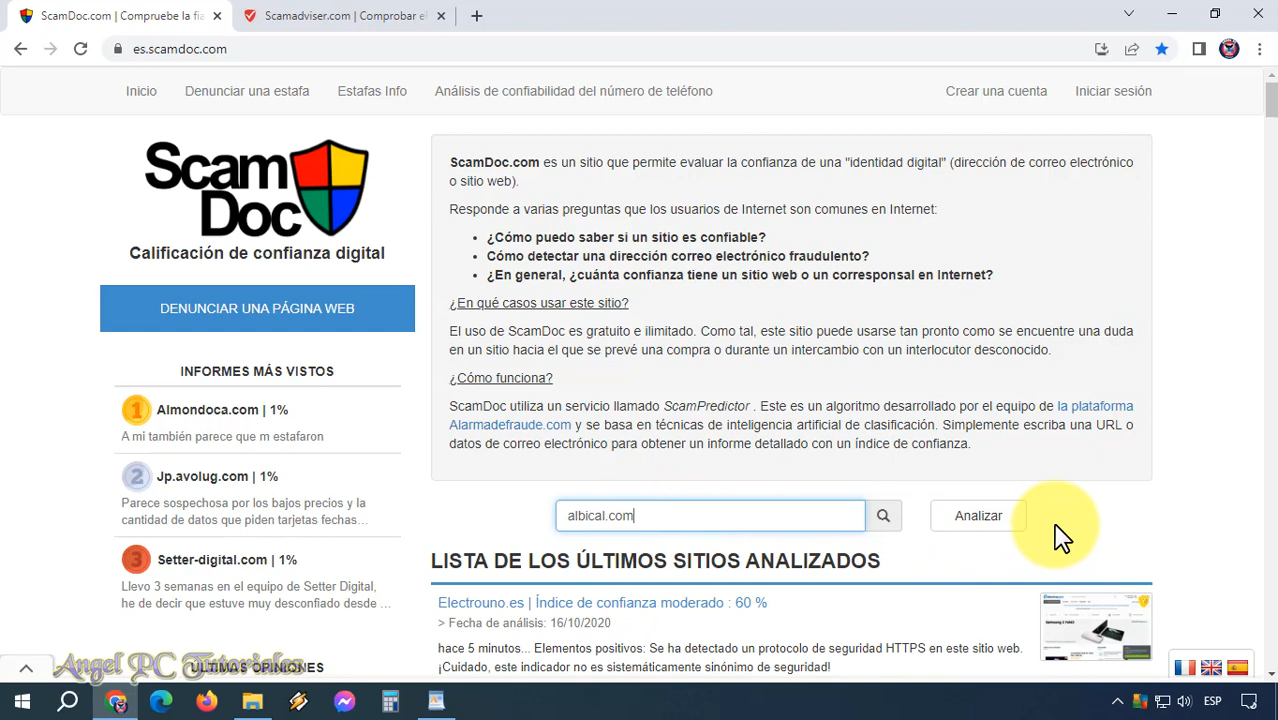 ScamDoc.com | Compruebe la fia
Scamadviser.com | Comprobar el
es.scamdoc.com
Inicio
Denunciar una estafa
Estafas Info
Análisis de confiabilidad del número de teléfono
Crear una cuenta
Iniciar sesión
Scam
Doc
Calificación de confianza digital
DENUNCIAR UNA PÁGINA WEB
INFORMES MÁS VISTOS
1 Almondoca.com | 1%
A mi también parece que m estafaron
2 Jp.avolug.com | 1%
Parece sospechosa por los bajos precios y la
cantidad de datos que piden tarjetas fechas...
3 Setter-digital.com | 1%
Llevo 3 semanas en el equipo de Setter Digital,
he de decir que estuve muy desconfiado desde ...
ÚLTIMAS OPINIONES
Angel PC Tutoriales
ScamDoc.com es un sitio que permite evaluar la confianza de una "identidad digital" (dirección de correo electrónico
o sitio web).
Responde a varias preguntas que los usuarios de Internet son comunes en Internet:
• ¿Cómo puedo saber si un sitio es confiable?
• Cómo detectar una dirección correo electrónico fraudulento?
• ¿En general, ¿cuánta confianza tiene un sitio web o un corresponsal en Internet?
¿En qué casos usar este sitio?
El uso de ScamDoc es gratuito e ilimitado. Como tal, este sitio puede usarse tan pronto como se encuentre una duda
en un sitio hacia el que se prevé una compra o durante un intercambio con un interlocutor desconocido.
¿Cómo funciona?
ScamDoc utiliza un servicio llamado ScamPredictor . Este es un algoritmo desarrollado por el equipo de la plataforma
Alarmadefraude.com y se basa en técnicas de inteligencia artificial de clasificación. Simplemente escriba una URL o
datos de correo electrónico para obtener un informe detallado con un índice de confianza.
albical.com
Analizar
LISTA DE LOS ÚLTIMOS SITIOS ANALIZADOS
Electrouno.es | Índice de confianza moderado : 60 %
> Fecha de análisis: 16/10/2020
hace 5 minutos... Elementos positivos: Se ha detectado un protocolo de seguridad HTTPS en este sitio web.
¡Cuidado, este indicador no es sistemáticamente sinónimo de seguridad!
ESP